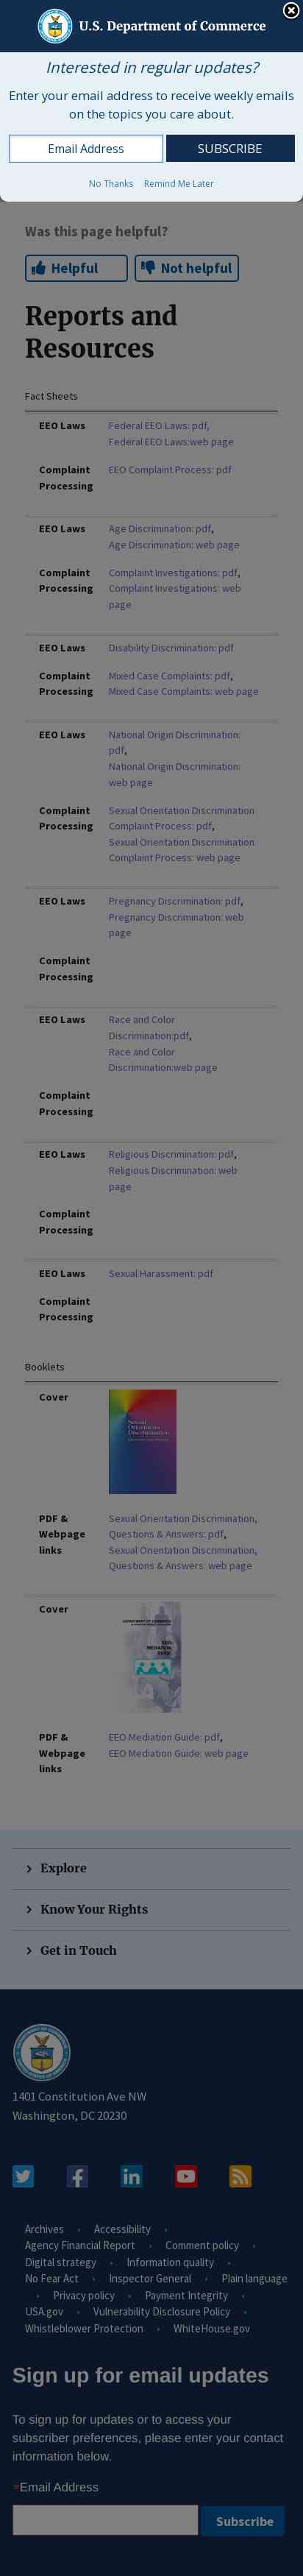 U.S. Department of Commerce
Interested in regular updates?
Enter your email address to receive weekly emails
on the topics you care about.
Email Address
SUBSCRIBE
No Thanks
Remind Me Later
Was this page helpful?
Helpful
Not helpful
Reports and
Resources
Fact Sheets
EEO Laws
Federal EEO Laws: pdf,
Federal EEO Laws:web page
Complaint
Processing
EEO Complaint Process: pdf
EEO Laws
Age Discrimination: pdf,
Age Discrimination: web page
Complaint
Processing
Complaint Investigations: pdf,
Complaint Investigations: web
page
EEO Laws
Disability Discrimination: pdf
Complaint
Processing
Mixed Case Complaints: pdf,
Mixed Case Complaints: web page
EEO Laws
National Origin Discrimination:
pdf,
National Origin Discrimination:
web page
Complaint
Processing
Sexual Orientation Discrimination
Complaint Process: pdf,
Sexual Orientation Discrimination
Complaint Process: web page
EEO Laws
Pregnancy Discrimination: pdf,
Pregnancy Discrimination: web
page
Complaint
Processing
EEO Laws
Race and Color
Discrimination:pdf,
Race and Color
Discrimination:web page
Complaint
Processing
EEO Laws
Religious Discrimination: pdf,
Religious Discrimination: web
page
Complaint
Processing
EEO Laws
Sexual Harassment: pdf
Complaint
Processing
Booklets
Cover
Sexual
Orientation
Discrimination
PDF &
Webpage
links
Sexual Orientation Discrimination,
Questions & Answers: pdf,
Sexual Orientation Discrimination,
Questions & Answers: web page
Cover
DEPARTMENT OF COMMERCE
EEO
MEDIATION
GUIDE
PDF &
Webpage
links
EEO Mediation Guide: pdf,
EEO Mediation Guide: web page
Explore
Know Your Rights
Get in Touch
1401 Constitution Ave NW
Washington, DC 20230
Archives • Accessibility •
Agency Financial Report • Comment policy •
Digital strategy • Information quality •
No Fear Act • Inspector General • Plain language
• Privacy policy • Payment Integrity •
USA.gov • Vulnerability Disclosure Policy •
Whistleblower Protection • WhiteHouse.gov
Sign up for email updates
To sign up for updates or to access your
subscriber preferences, please enter your contact
information below.
*Email Address
Subscribe